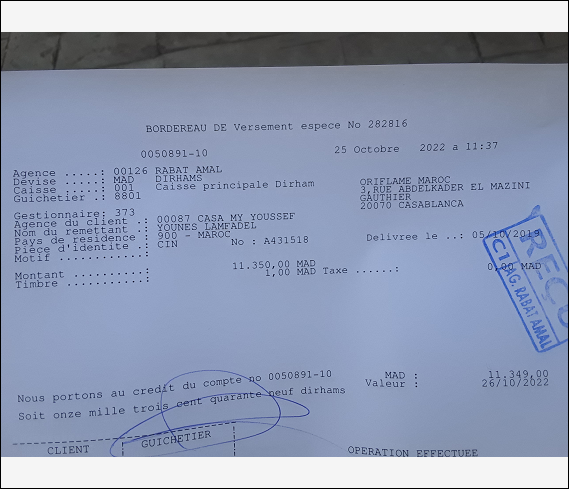 BORDEREAU DE Versement espece No 282816
0050891-10 25 Octobre 2022 a 11:37
Agence .....: 00126 RABAT AMAL
Devise .....: MAD DIRHAMS
Caisse .....: 001 Caisse principale Dirham
Guichetier .: 8801
ORIFLAME MAROC
3,RUE ABDELKADER EL MAZINI
GAUTHIER
20070 CASABLANCA
Gestionnaire: 373
Agence du client .: 00087 CASA MY YOUSSEF
Nom du remettant .: YOUNES LAMFADEL
Pays de residence : 900 - MAROC
Pièce d'identite .: CIN No : A431518 Delivree le ..: 05/10/2019
Motif ...........:
Montant ..........: 11.350,00 MAD
Timbre ...........: 1,00 MAD Taxe ......: 0,00 MAD
REÇU
C1 AG. RABAT AMAL
Nous portons au credit du compte no 0050891-10 MAD : 11.349,00
Soit onze mille trois cent quarante neuf dirhams Valeur : 26/10/2022
CLIENT GUICHETIER OPERATION EFFECTUEE